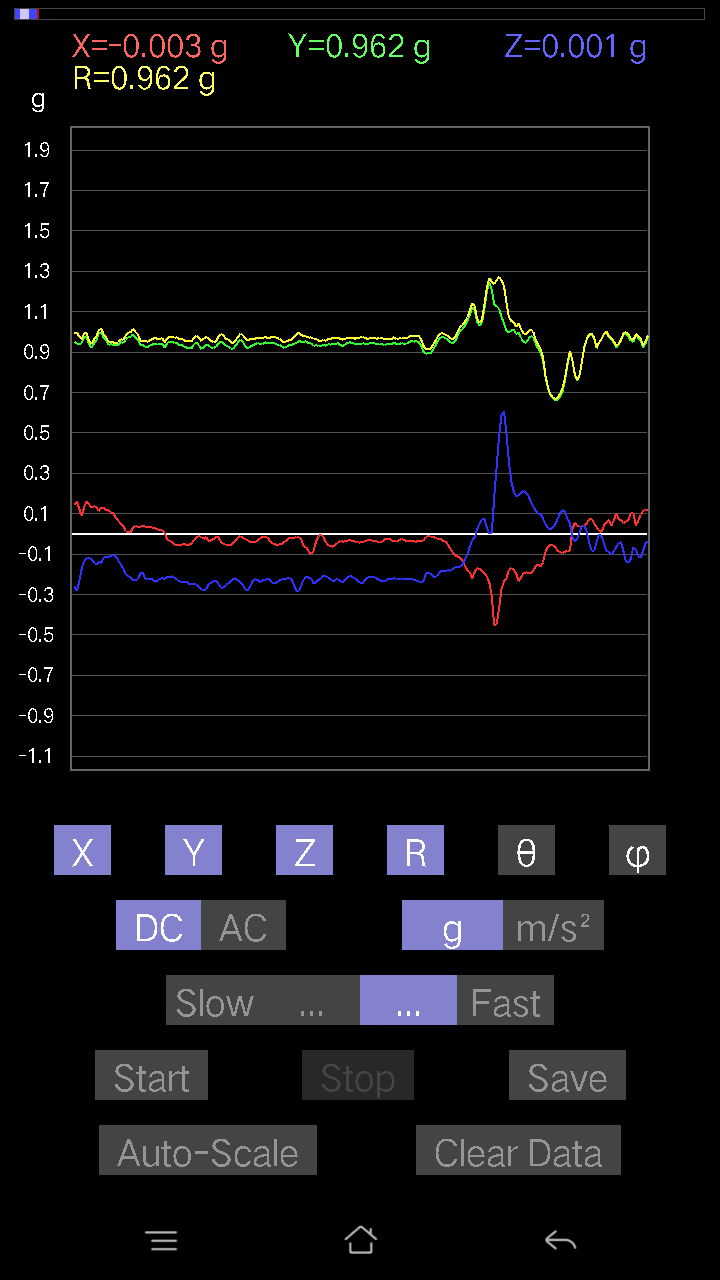 X=-0.003 g Y=0.962 g Z=0.001 g
R=0.962 g
g
1.9
1.7
1.5
1.3
1.1
0.9
0.7
0.5
0.3
0.1
-0.1
-0.3
-0.5
-0.7
-0.9
-1.1
X Y Z R θ φ
DC AC g m/s²
Slow ... ... Fast
Start Stop Save
Auto-Scale Clear Data